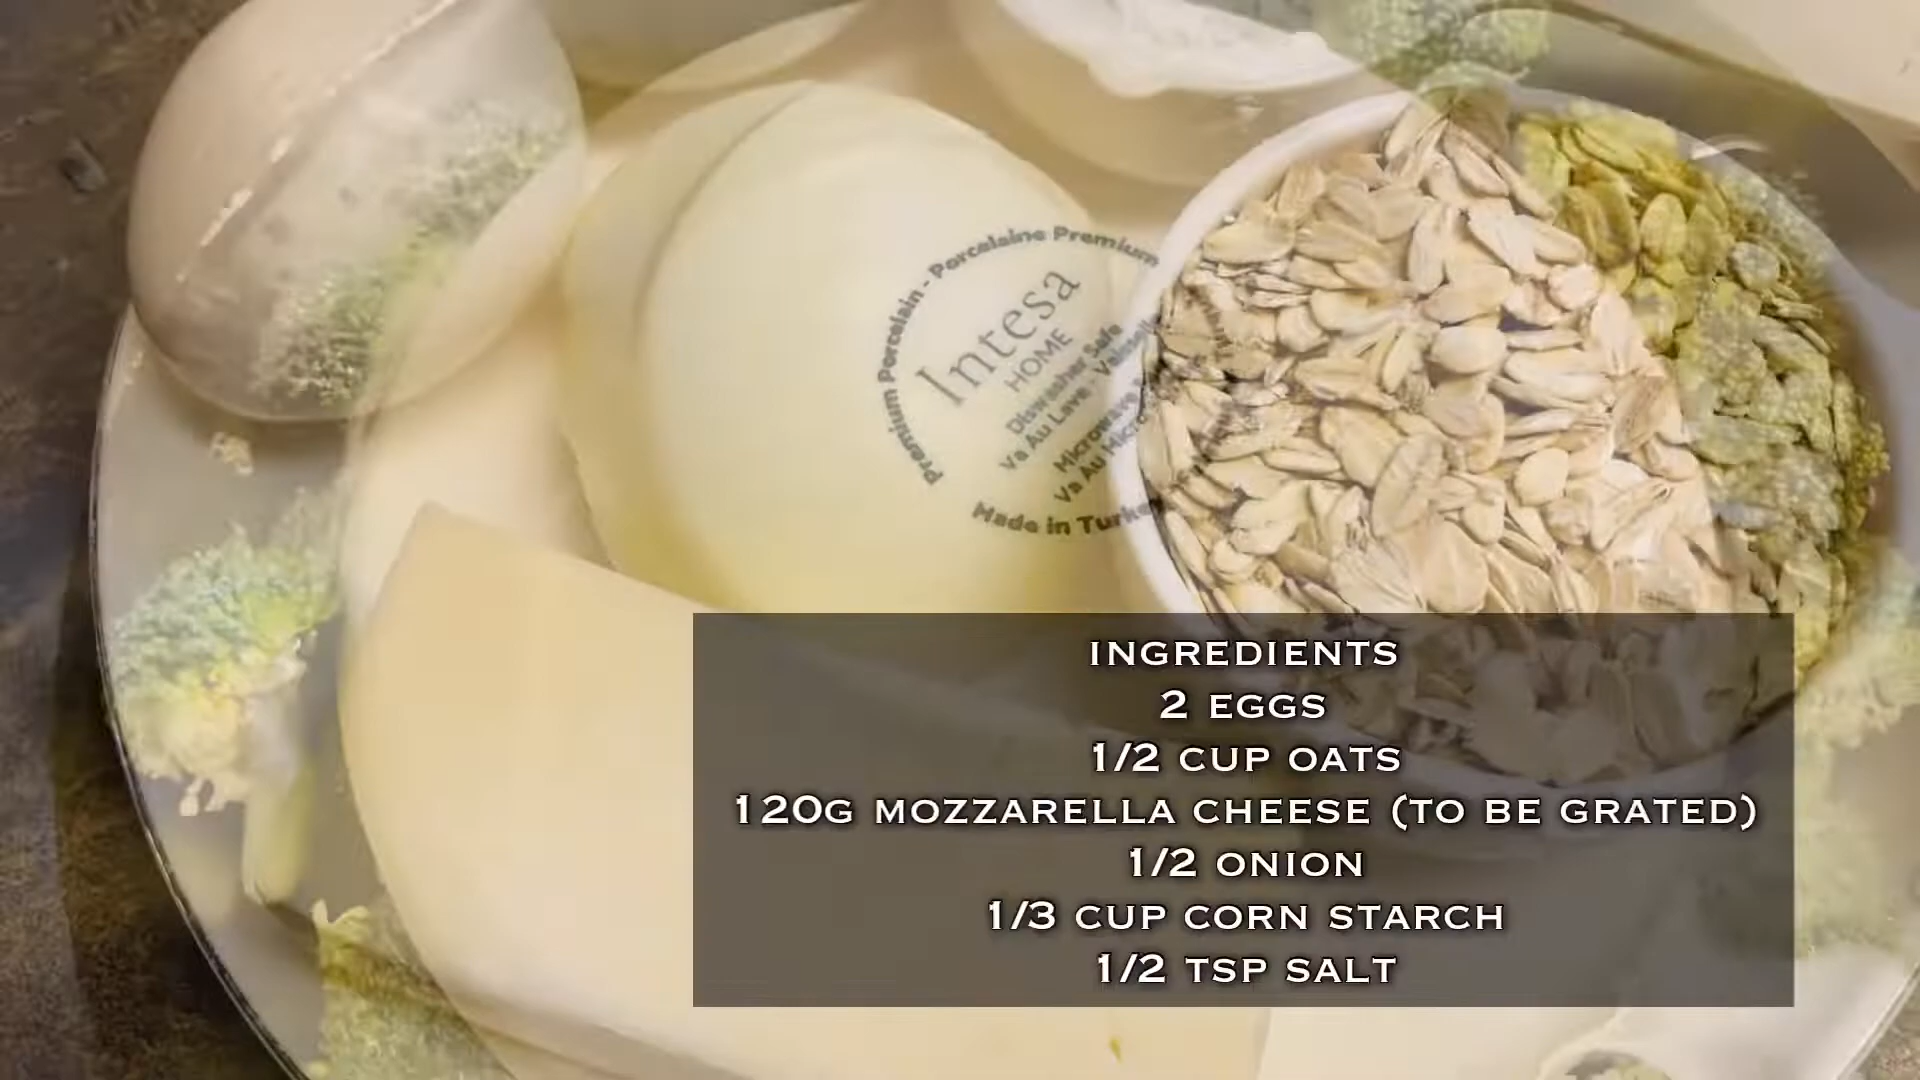 Premium Porcelain - Porcelaine Premium
Intesa
HOME
Dishwasher Safe
Va Au Lave
Microwave
Va Au Micro
Made in Turkey
INGREDIENTS
2 EGGS
1/2 CUP OATS
120G MOZZARELLA CHEESE (TO BE GRATED)
1/2 ONION
1/3 CUP CORN STARCH
1/2 TSP SALT